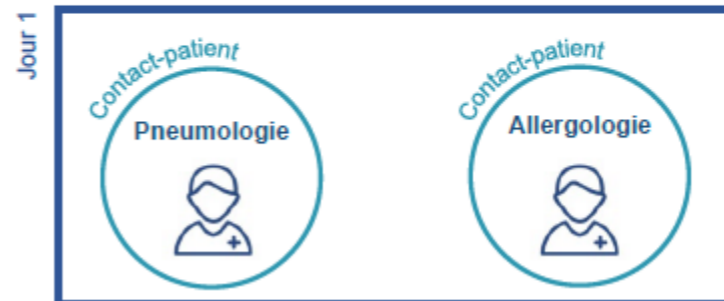 Jour 1
Contact-patient
Pneumologie
Contact-patient
Allergologie